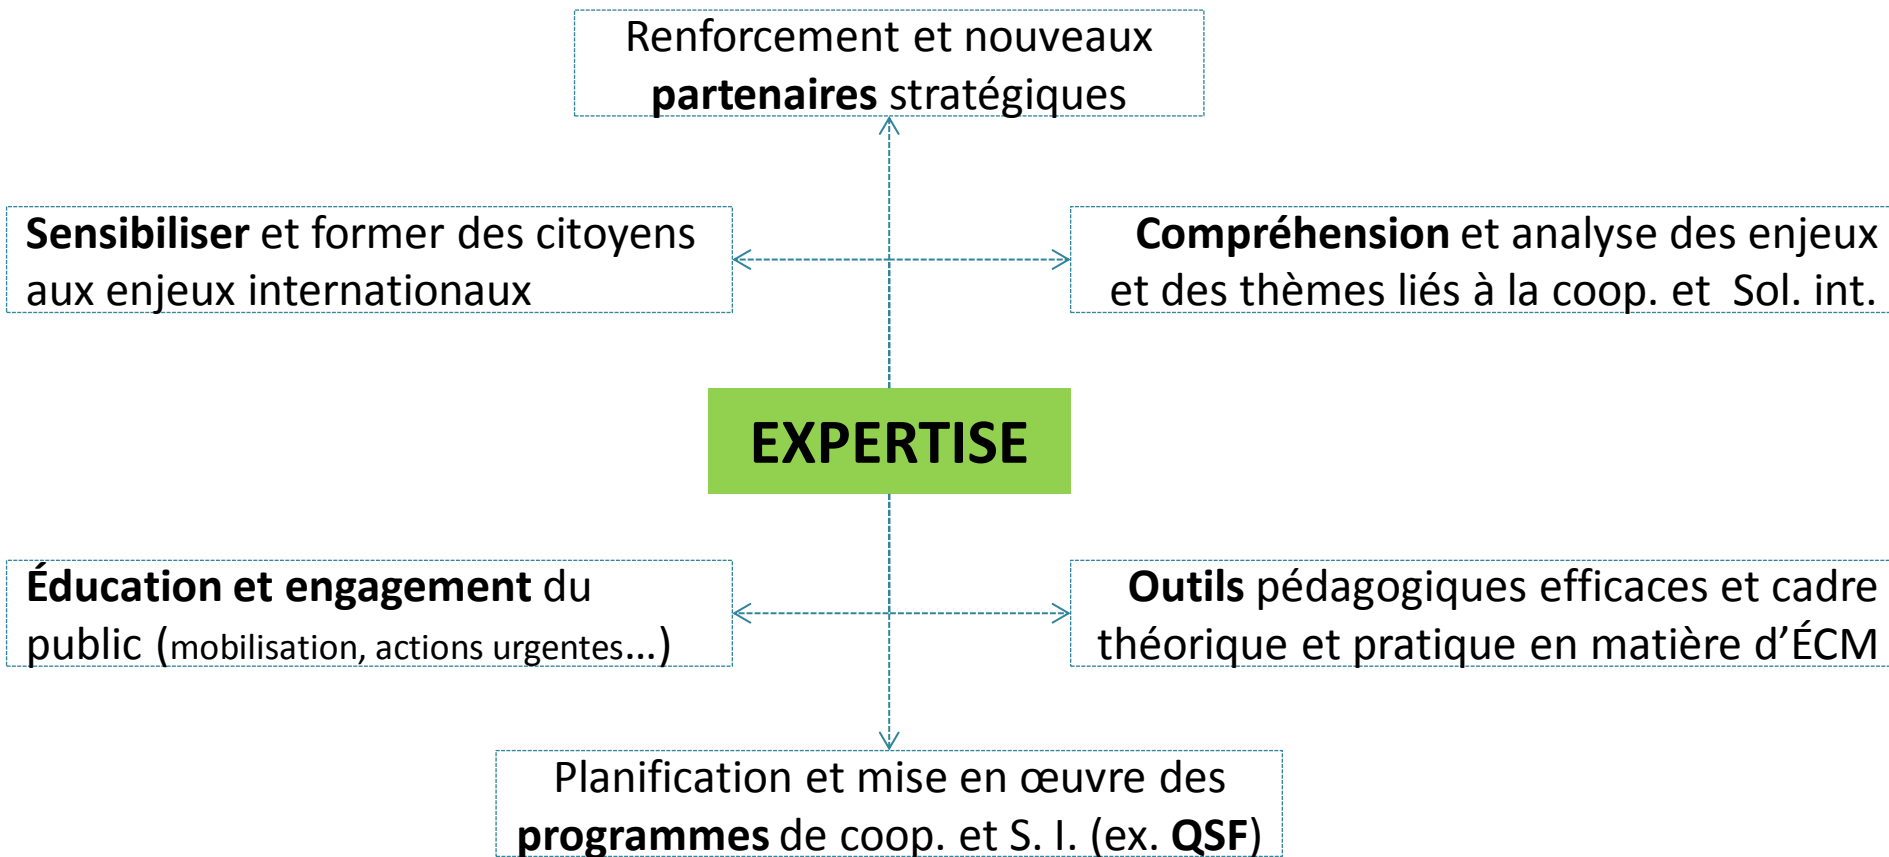 Renforcement et nouveaux
partenaires stratégiques
Sensibiliser et former des citoyens
aux enjeux internationaux
Compréhension et analyse des enjeux
et des thèmes liés à la coop. et Sol. int.
EXPERTISE
Éducation et engagement du
public (mobilisation, actions urgentes...)
Outils pédagogiques efficaces et cadre
théorique et pratique en matière d’ÉCM
Planification et mise en œuvre des
programmes de coop. et S. I. (ex. QSF)